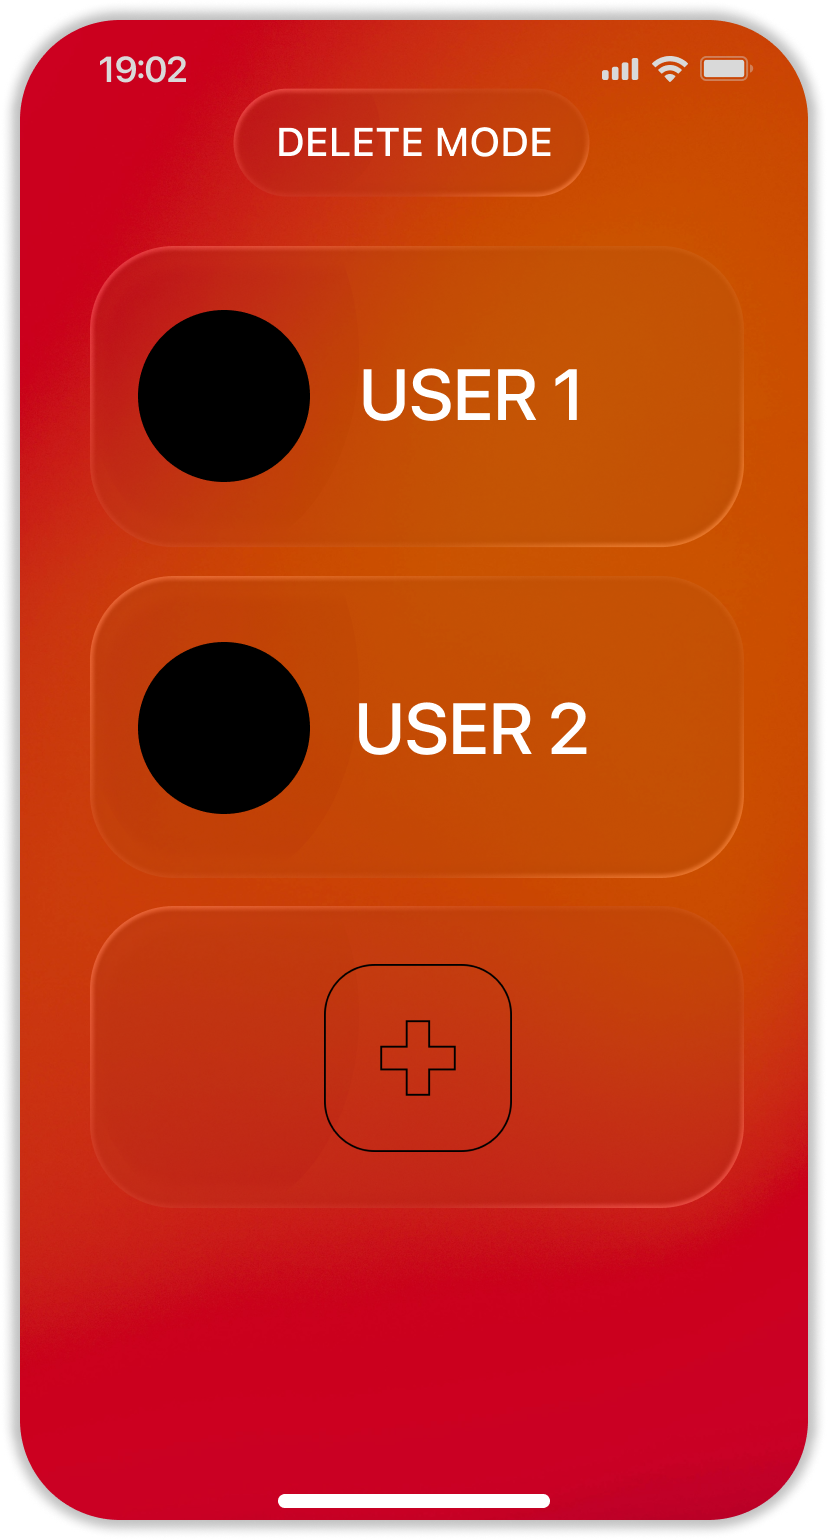 19:02
DELETE MODE
USER 1
USER 2